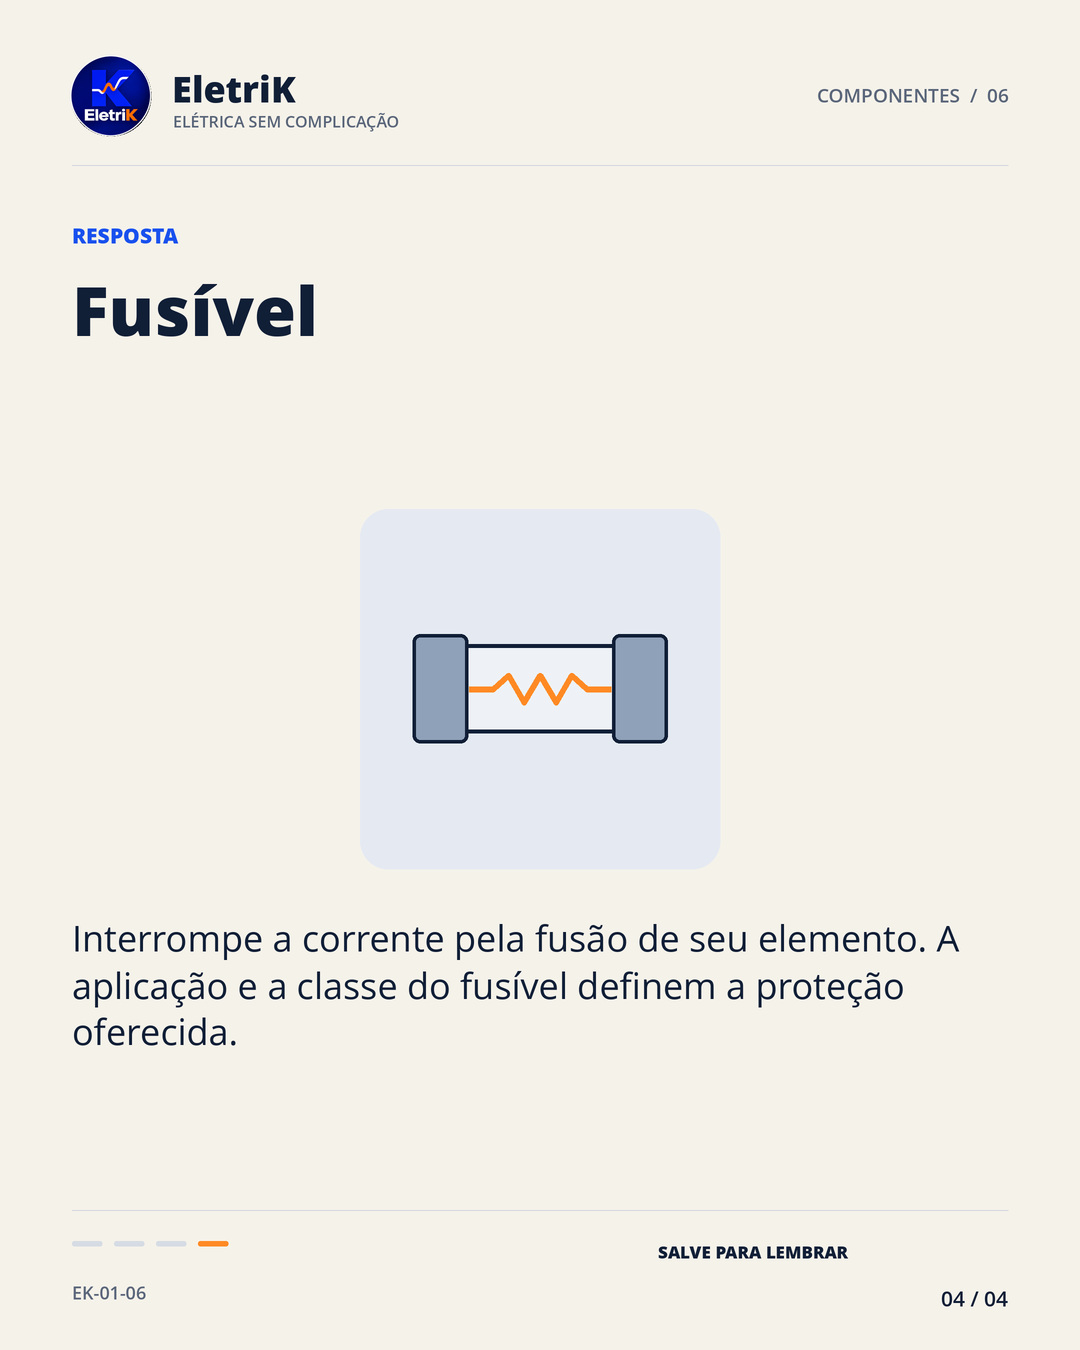 EletriK
EletriK
ELÉTRICA SEM COMPLICAÇÃO
COMPONENTES / 06
RESPOSTA
Fusível
Interrompe a corrente pela fusão de seu elemento. A
aplicação e a classe do fusível definem a proteção
oferecida.
SALVE PARA LEMBRAR
EK-01-06
04 / 04